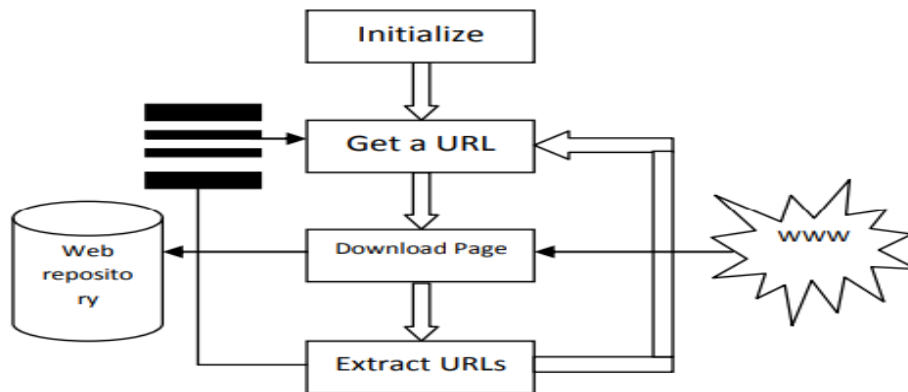 Initialize
Get a URL
Download Page
Web
reposito
ry
www
Extract URLs